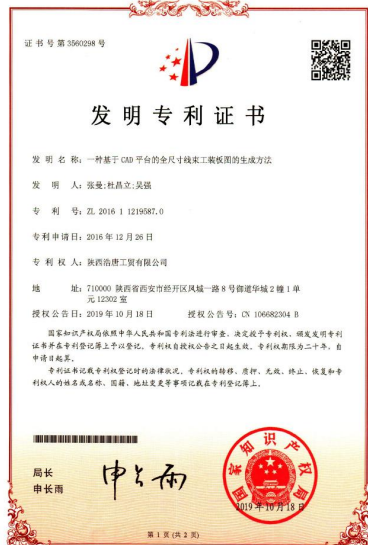 证书号第3560298号
发明专利证书
发明名称：一种基于CAD平台的全尺寸线束工装板图的生成方法
发明人：张曼;杜昌立;吴强
专利号：ZL 2016 1 1219587.0
专利申请日：2016年12月26日
专利权人：陕西浩唐工贸有限公司
地址：710000 陕西省西安市经开区凤城一路8号御道华城2幢1单
元12302室
授权公告日：2019年10月18日 授权公告号：CN 106682304 B
国家知识产权局依照中华人民共和国专利法进行审查，决定授予专利权，颁发发明专利
证书并在专利登记簿上予以登记。专利权自授权公告之日起生效。专利权期限为二十年，自
申请日起算。
专利证书记载专利权登记时的法律状况。专利权的转移、质押、无效、终止、恢复和专
利权人的姓名或名称、国籍、地址变更等事项记载在专利登记簿上。
局长
申长雨
申长雨
国家知识产权局
2019年10月18日
第1页(共2页)